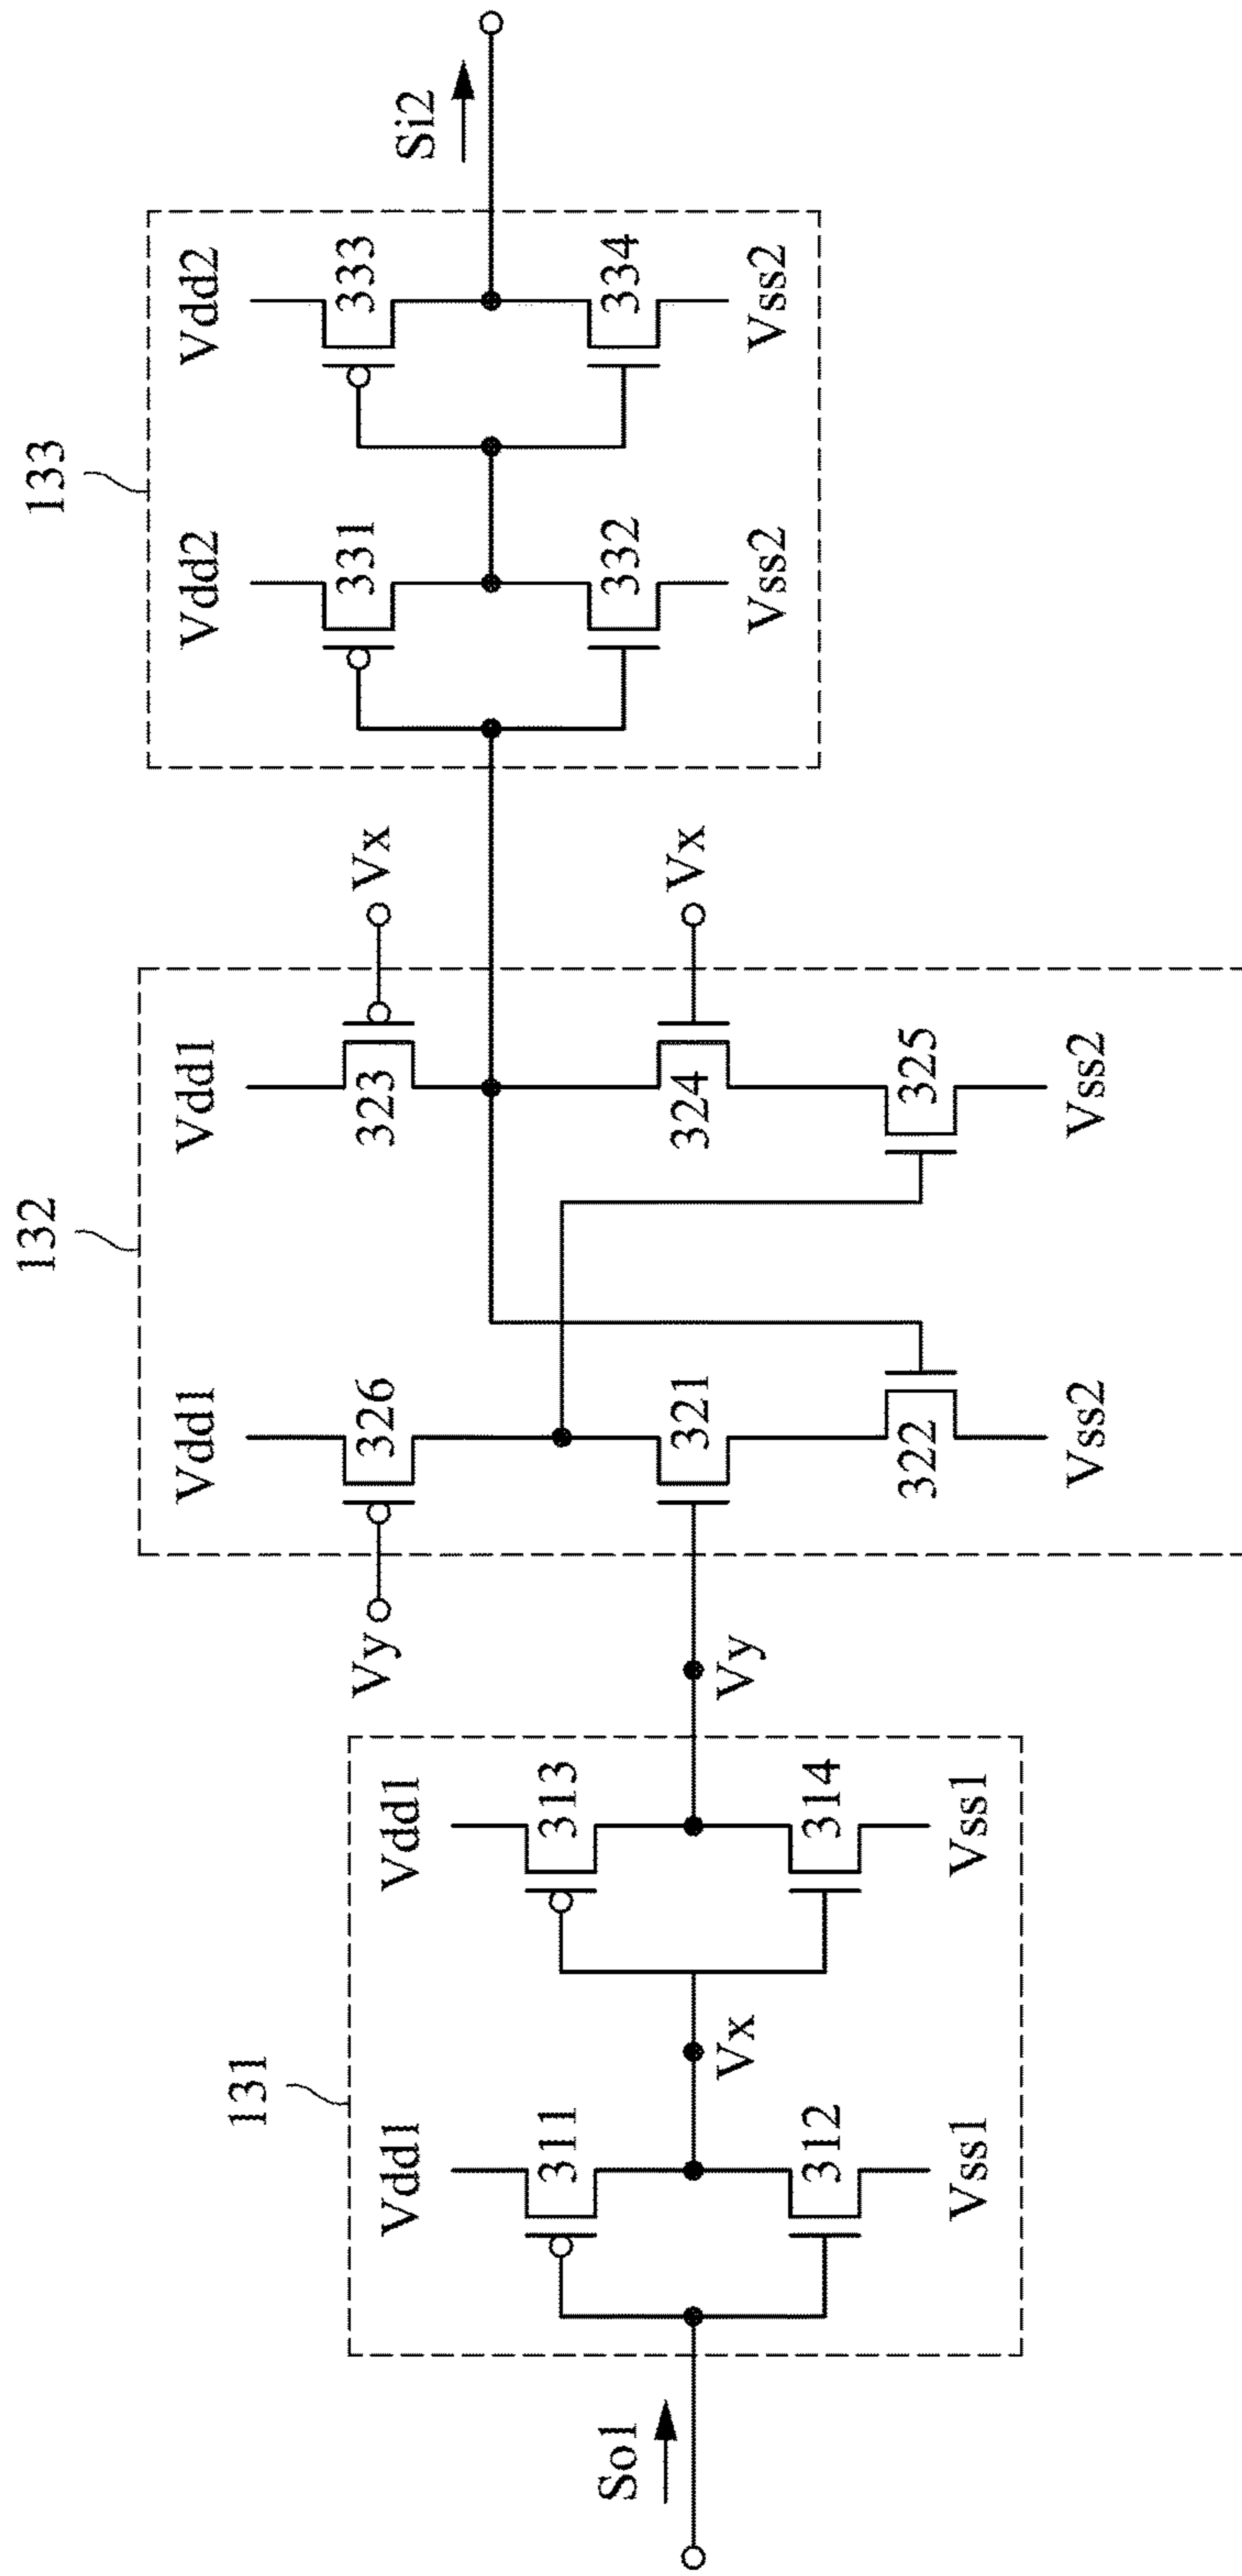 131
Vdd1
Vdd1
311
313
So1
Vx
312
314
Vss1
Vss1
132
Vdd1
Vdd1
Vy
326
323
Vx
Vy
321
324
Vx
322
325
Vss2
Vss2
133
Vdd2
Vdd2
331
333
Si2
332
334
Vss2
Vss2